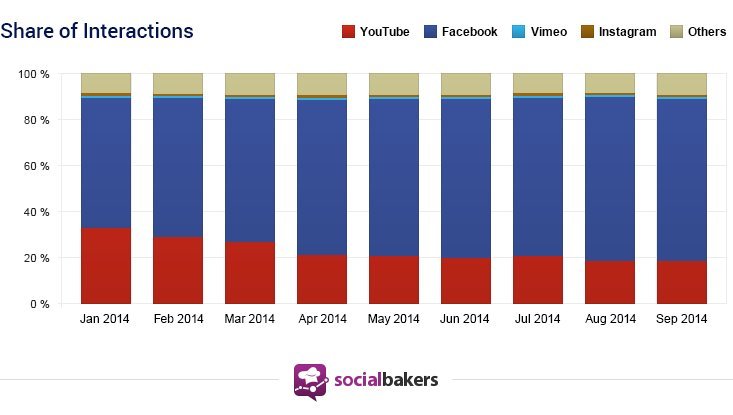 Share of Interactions
YouTube Facebook Vimeo Instagram Others
100 %
80 %
60 %
40 %
20 %
0 %
Jan 2014 Feb 2014 Mar 2014 Apr 2014 May 2014 Jun 2014 Jul 2014 Aug 2014 Sep 2014
socialbakers